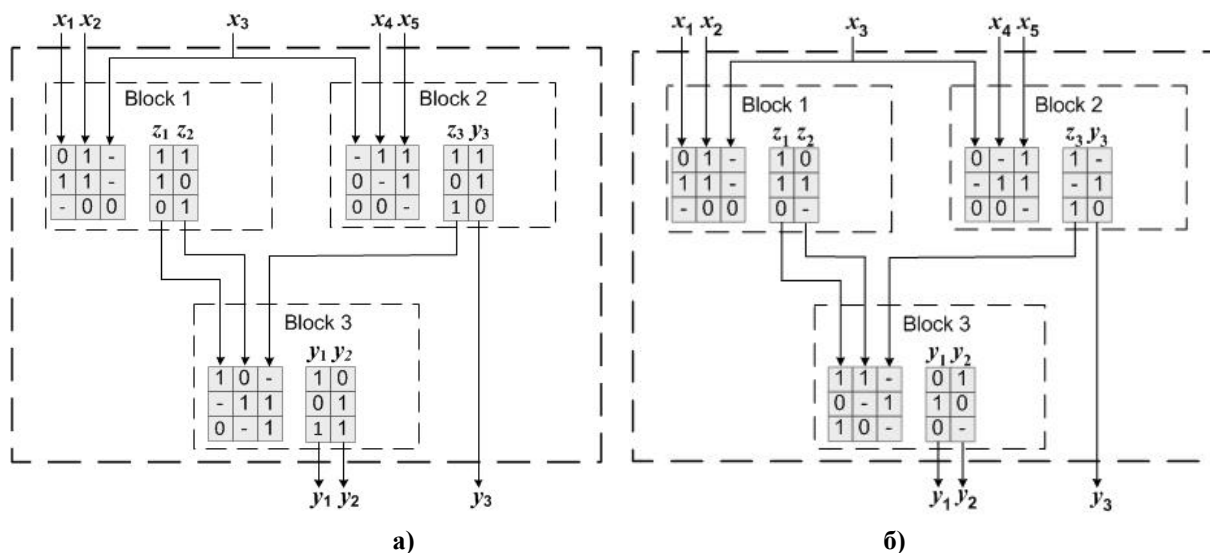 x1 x2 x3 x4 x5 x1 x2 x3 x4 x5
Block 1 Block 2 Block 1 Block 2
z1 z2 z3 y3 z1 z2 z3 y3
0 1 - 1 1 - 1 1 1 1 0 1 - 1 0 0 - 1 1 -
1 1 - 1 0 0 - 1 0 1 1 1 - 1 1 - 1 1 - 1
- 0 0 0 1 0 0 - 1 0 - 0 0 0 - 0 0 - 1 0
Block 3 Block 3
y1 y2 y1 y2
1 0 - 1 0 1 1 - 0 1
- 1 1 0 1 0 - 1 1 0
0 - 1 1 1 1 0 - 0 -
y1 y2 y3 y1 y2 y3
а) б)